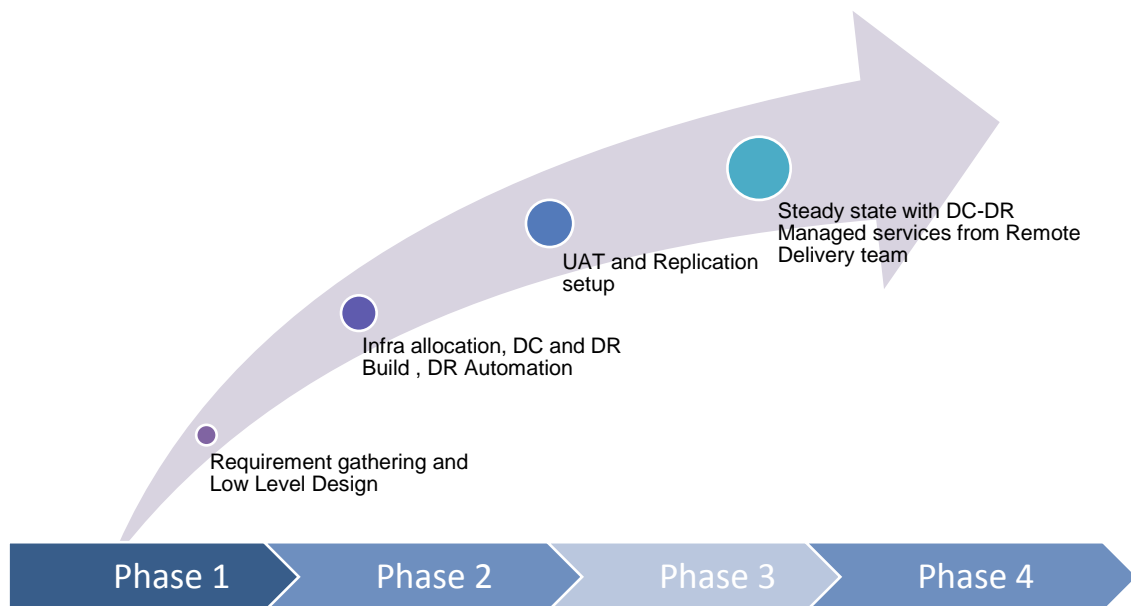 Steady state with DC-DR
Managed services from Remote
Delivery team
UAT and Replication
setup
Infra allocation, DC and DR
Build , DR Automation
Requirement gathering and
Low Level Design
Phase 1
Phase 2
Phase 3
Phase 4